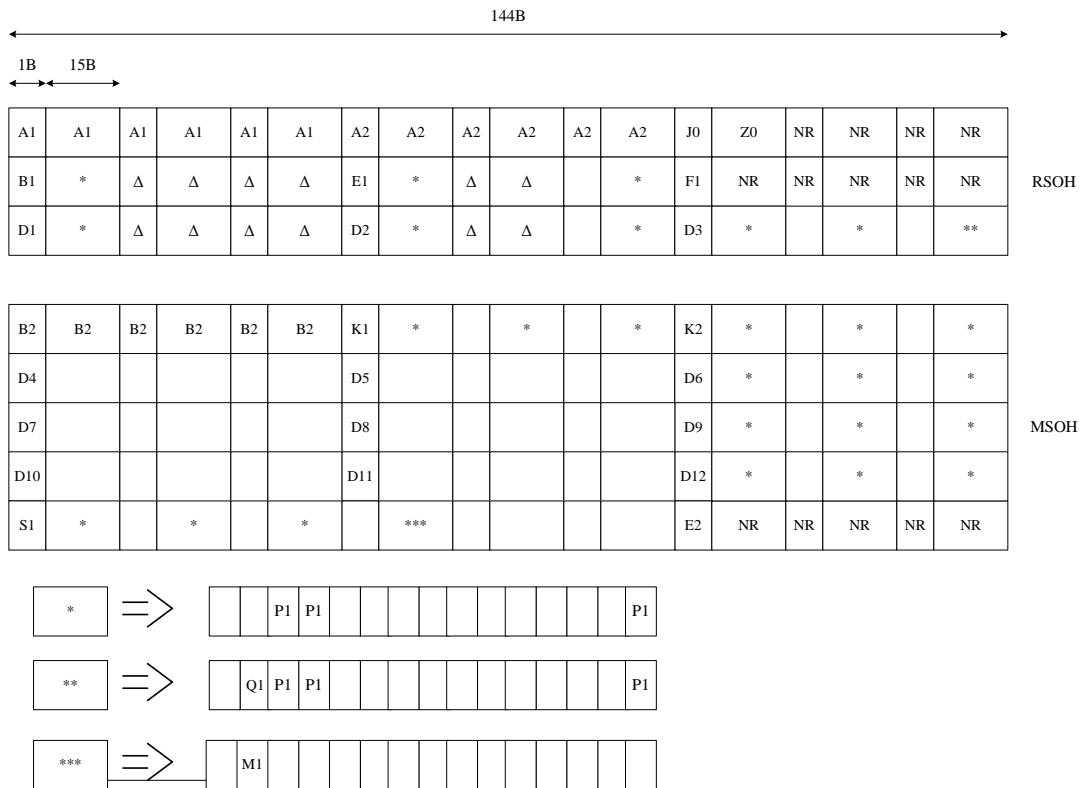 144B
1B 15B
A1 A1 A1 A1 A1 A1 A2 A2 A2 A2 A2 A2 J0 Z0 NR NR NR NR
B1 * Δ Δ Δ Δ E1 * Δ Δ * F1 NR NR NR NR NR RSOH
D1 * Δ Δ Δ Δ D2 * Δ Δ * D3 * * **
B2 B2 B2 B2 B2 B2 K1 * * * K2 * * *
D4 D5 D6 * * *
D7 D8 D9 * * * MSOH
D10 D11 D12 * * *
S1 * * * *** E2 NR NR NR NR NR
* P1 P1 P1
** Q1 P1 P1 P1
*** M1